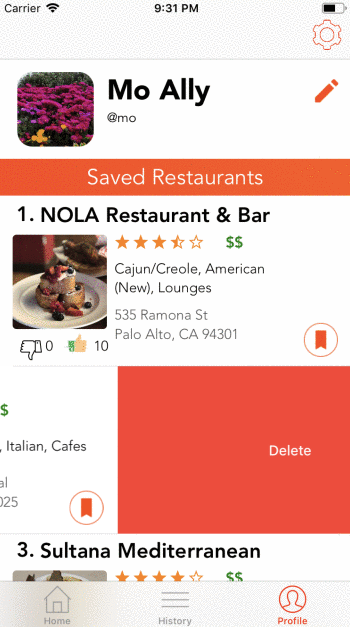 Carrier 9:31 PM
Mo Ally
@mo
Saved Restaurants
1. NOLA Restaurant & Bar
$$
Cajun/Creole, American
(New), Lounges
535 Ramona St
Palo Alto, CA 94301
0 10
$
, Italian, Cafes
al
025
Delete
3. Sultana Mediterranean
$$
Home History Profile